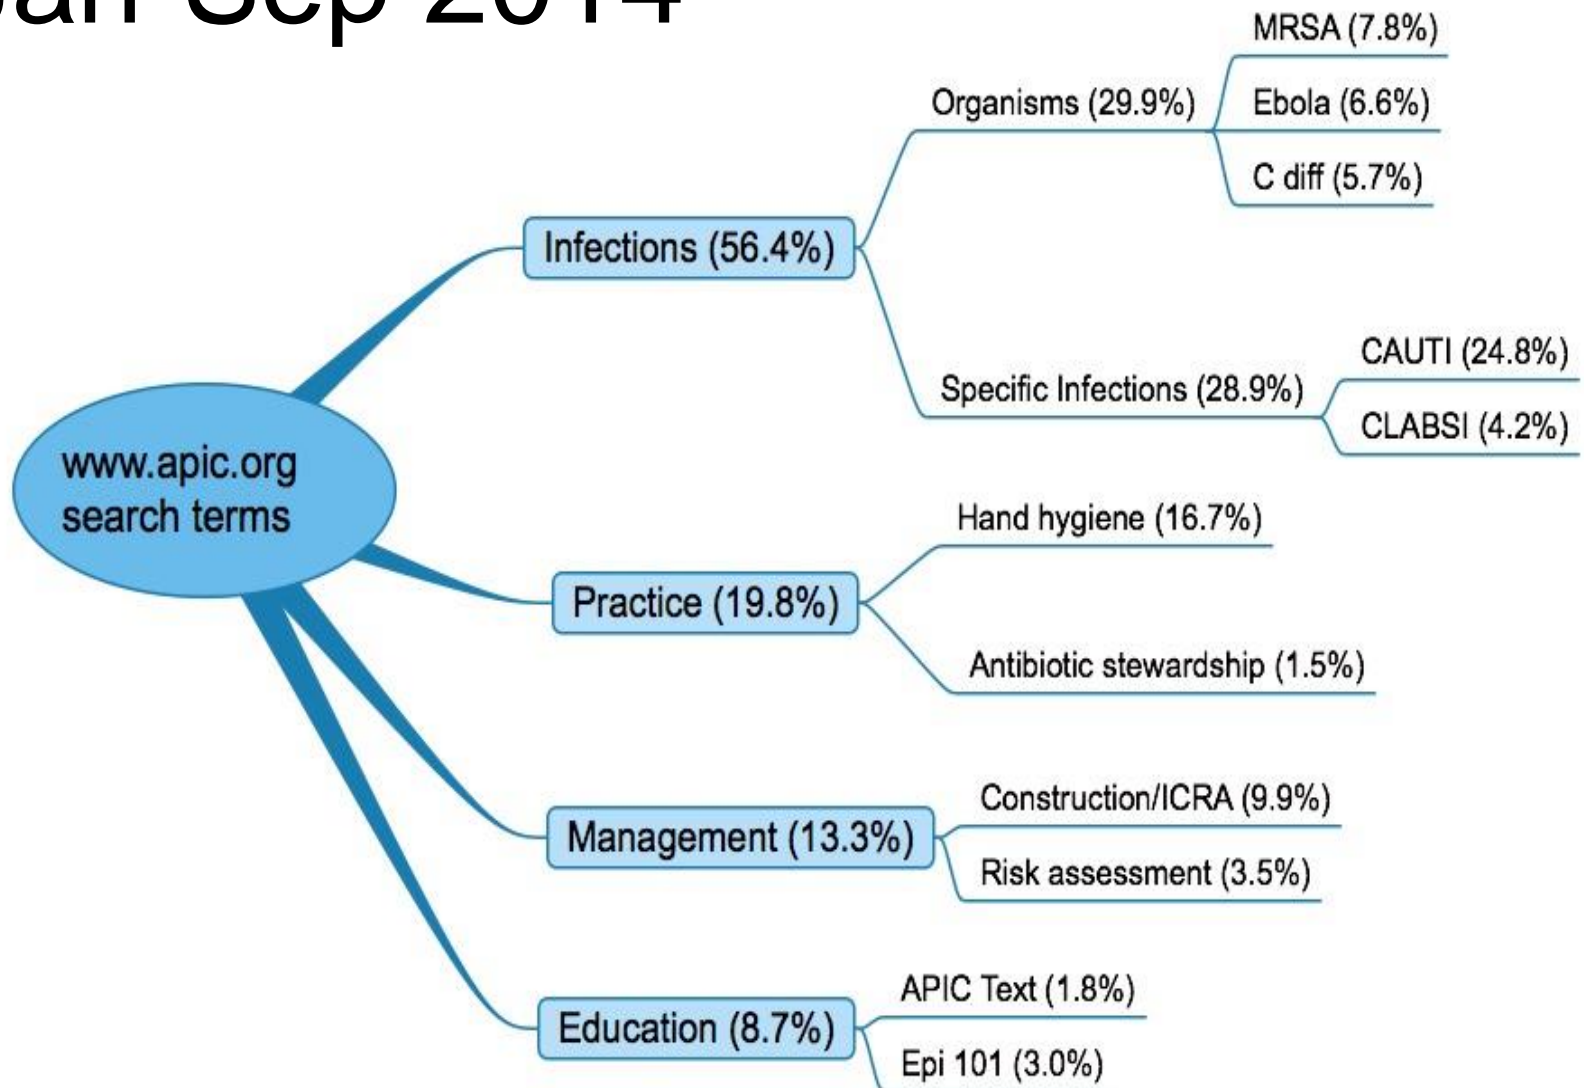 Jan-Sep 2014
MRSA (7.8%)
Organisms (29.9%)
Ebola (6.6%)
C diff (5.7%)
Infections (56.4%)
CAUTI (24.8%)
Specific Infections (28.9%)
CLABSI (4.2%)
www.apic.org
search terms
Hand hygiene (16.7%)
Practice (19.8%)
Antibiotic stewardship (1.5%)
Construction/ICRA (9.9%)
Management (13.3%)
Risk assessment (3.5%)
APIC Text (1.8%)
Education (8.7%)
Epi 101 (3.0%)